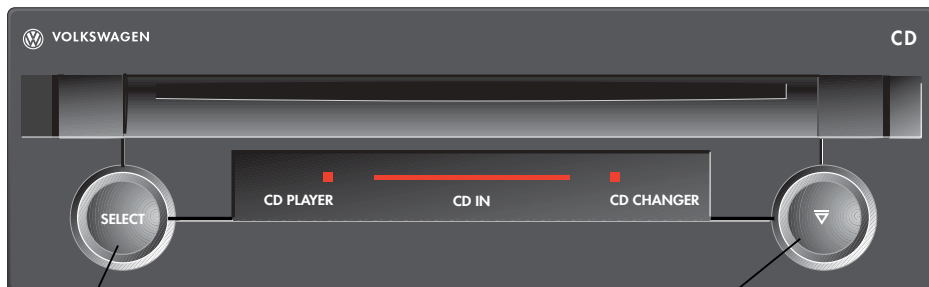 VOLKSWAGEN
CD
SELECT
CD PLAYER
CD IN
CD CHANGER